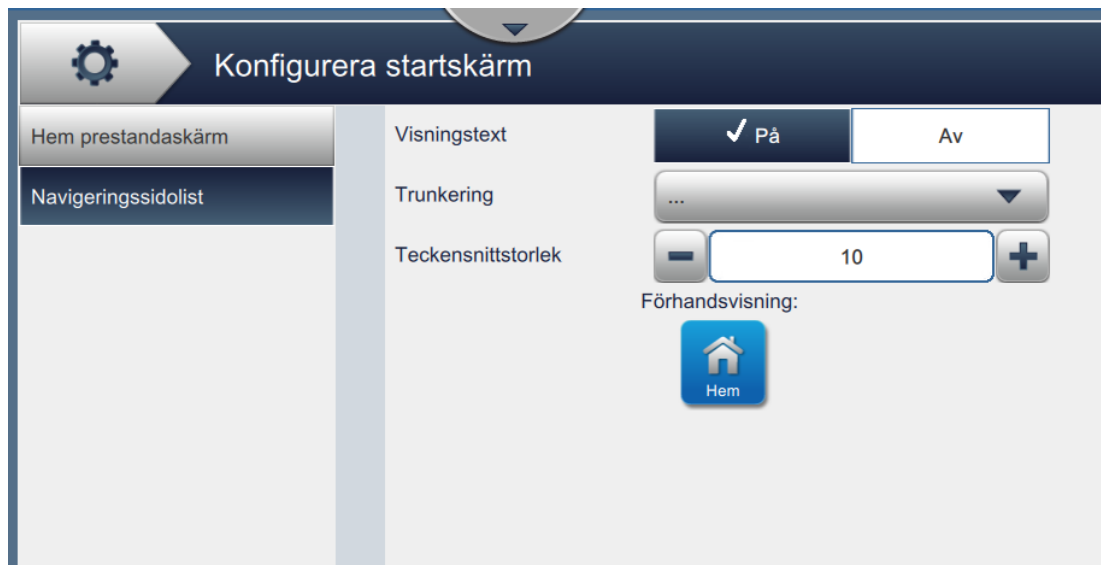 Konfigurera startskärm
Hem prestandaskärm
Navigeringssidolist
Visningstext
På
Av
Trunkering
...
Teckensnittstorlek
10
Förhandsvisning:
Hem